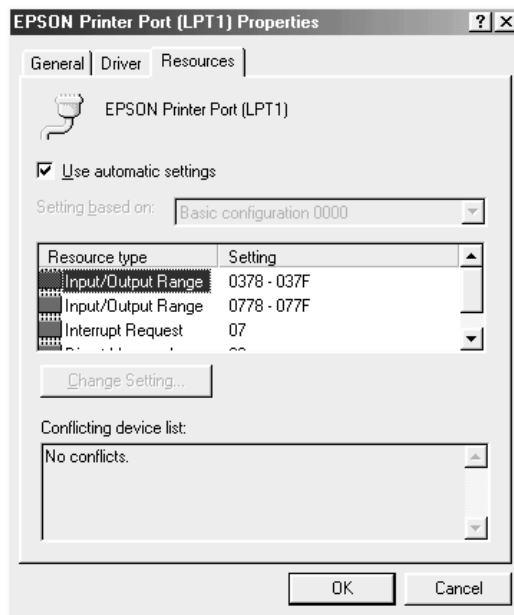 EPSON Printer Port (LPT1) Properties
General Driver Resources
EPSON Printer Port (LPT1)
Use automatic settings
Setting based on: Basic configuration 0000
Resource type Setting
Input/Output Range 0378 - 037F
Input/Output Range 0778 - 077F
Interrupt Request 07
Change Setting...
Conflicting device list:
No conflicts.
OK Cancel